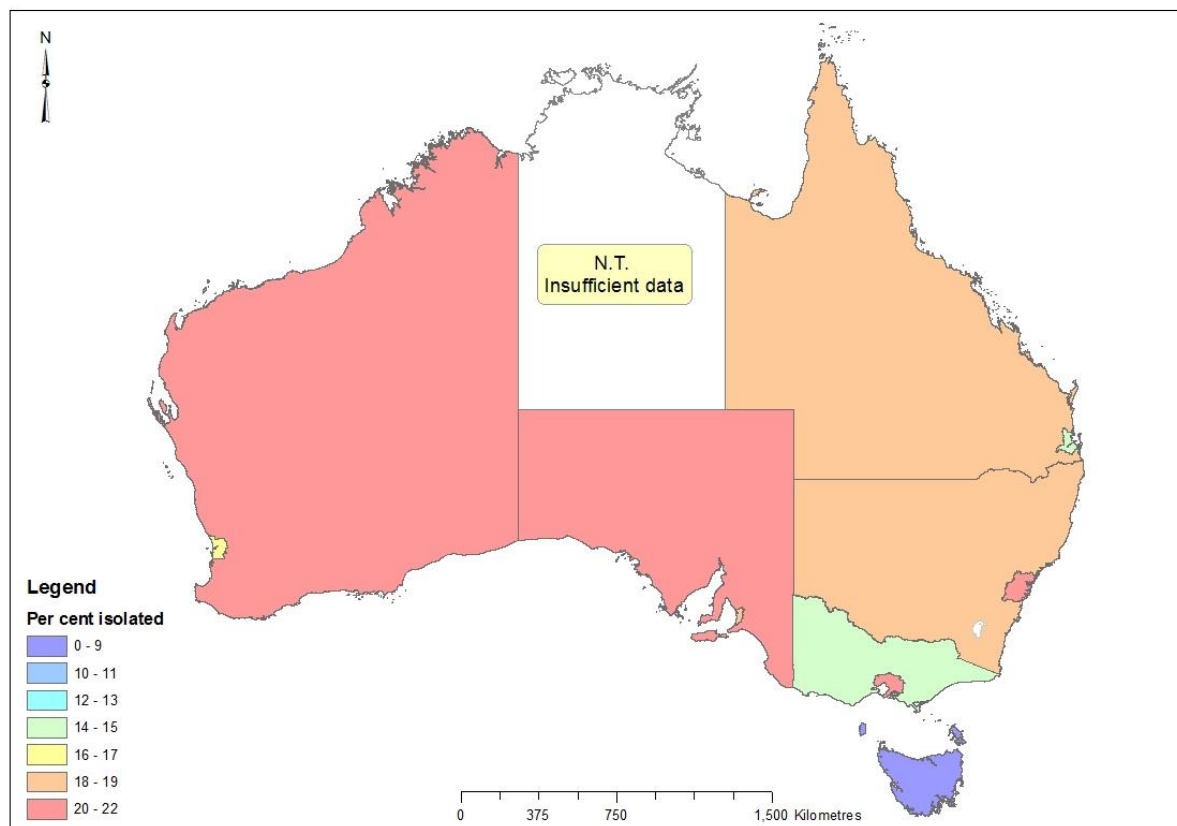 N
N.T.
Insufficient data
Legend
Per cent isolated
0 - 9
10 - 11
12 - 13
14 - 15
16 - 17
18 - 19
20 - 22
0 375 750 1,500 Kilometres